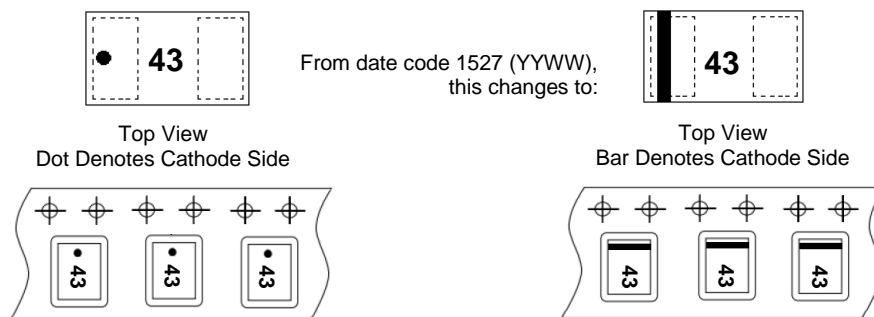 43
From date code 1527 (YYWW),
this changes to:
43
Top View
Dot Denotes Cathode Side
Top View
Bar Denotes Cathode Side
43
43
43
43
43
43